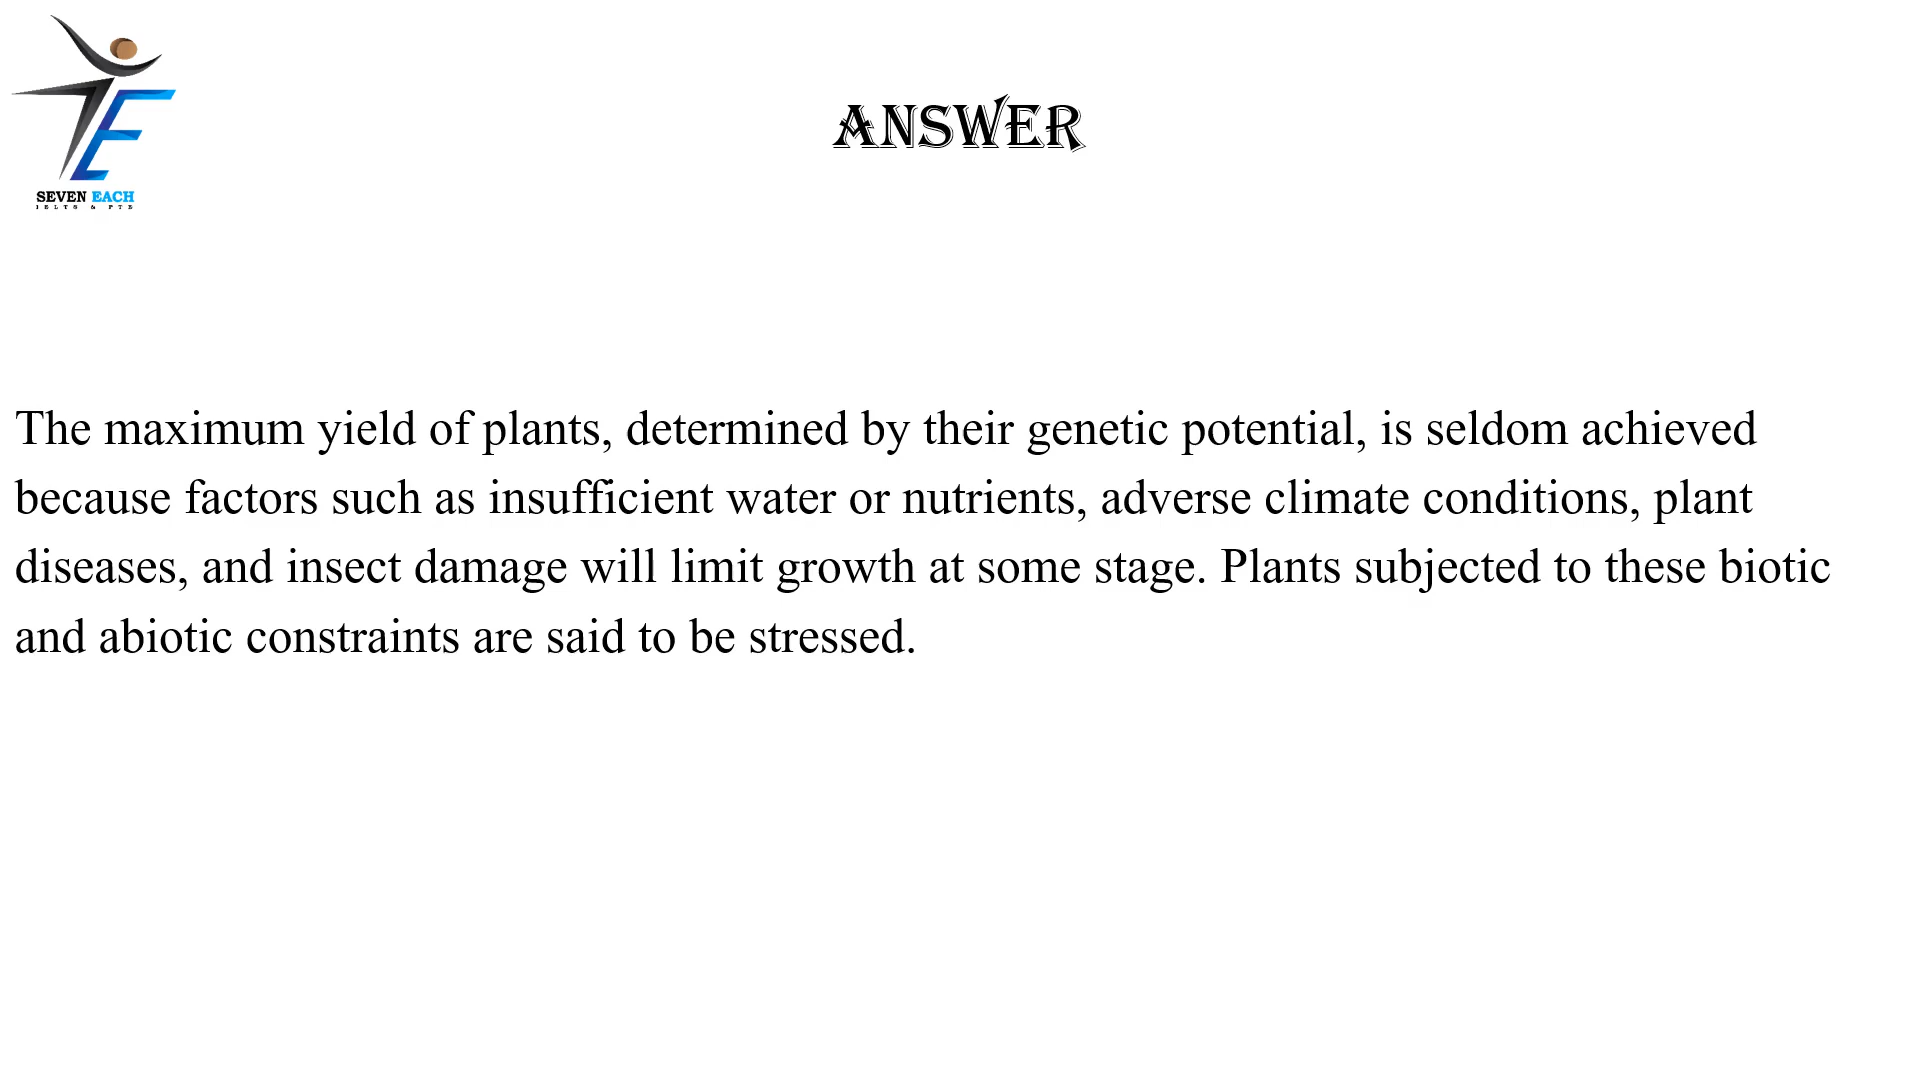 SEVEN EACH
IELTS & PTE
ANSWER
The maximum yield of plants, determined by their genetic potential, is seldom achieved
because factors such as insufficient water or nutrients, adverse climate conditions, plant
diseases, and insect damage will limit growth at some stage. Plants subjected to these biotic
and abiotic constraints are said to be stressed.